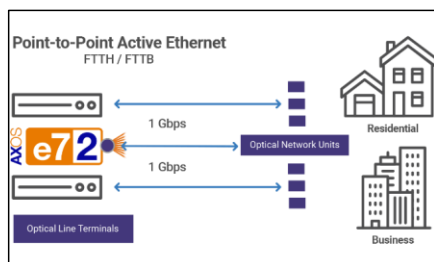 Point-to-Point Active Ethernet
FTTH / FTTB
1 Gbps
Residential
AXOS
e72
Optical Network Units
1 Gbps
Optical Line Terminals
Business